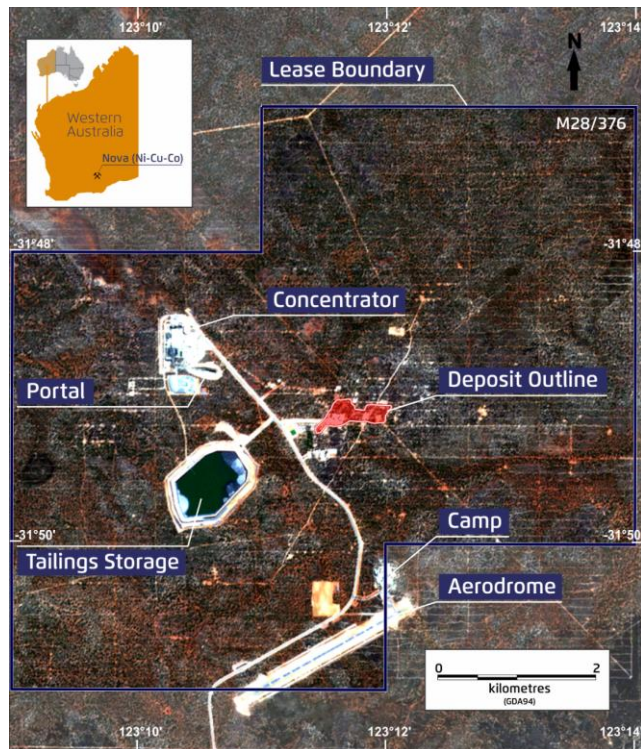 123°10'
123°12'
123°14'
N
Lease Boundary
M28/376
Western
Australia
Nova (Ni-Cu-Co)
-31°48'
-31°48'
Concentrator
Portal
Deposit Outline
-31°50'
-31°50'
Camp
Tailings Storage
Aerodrome
0 2
kilometres
(GDA94)
123°10'
123°12'
123°14'